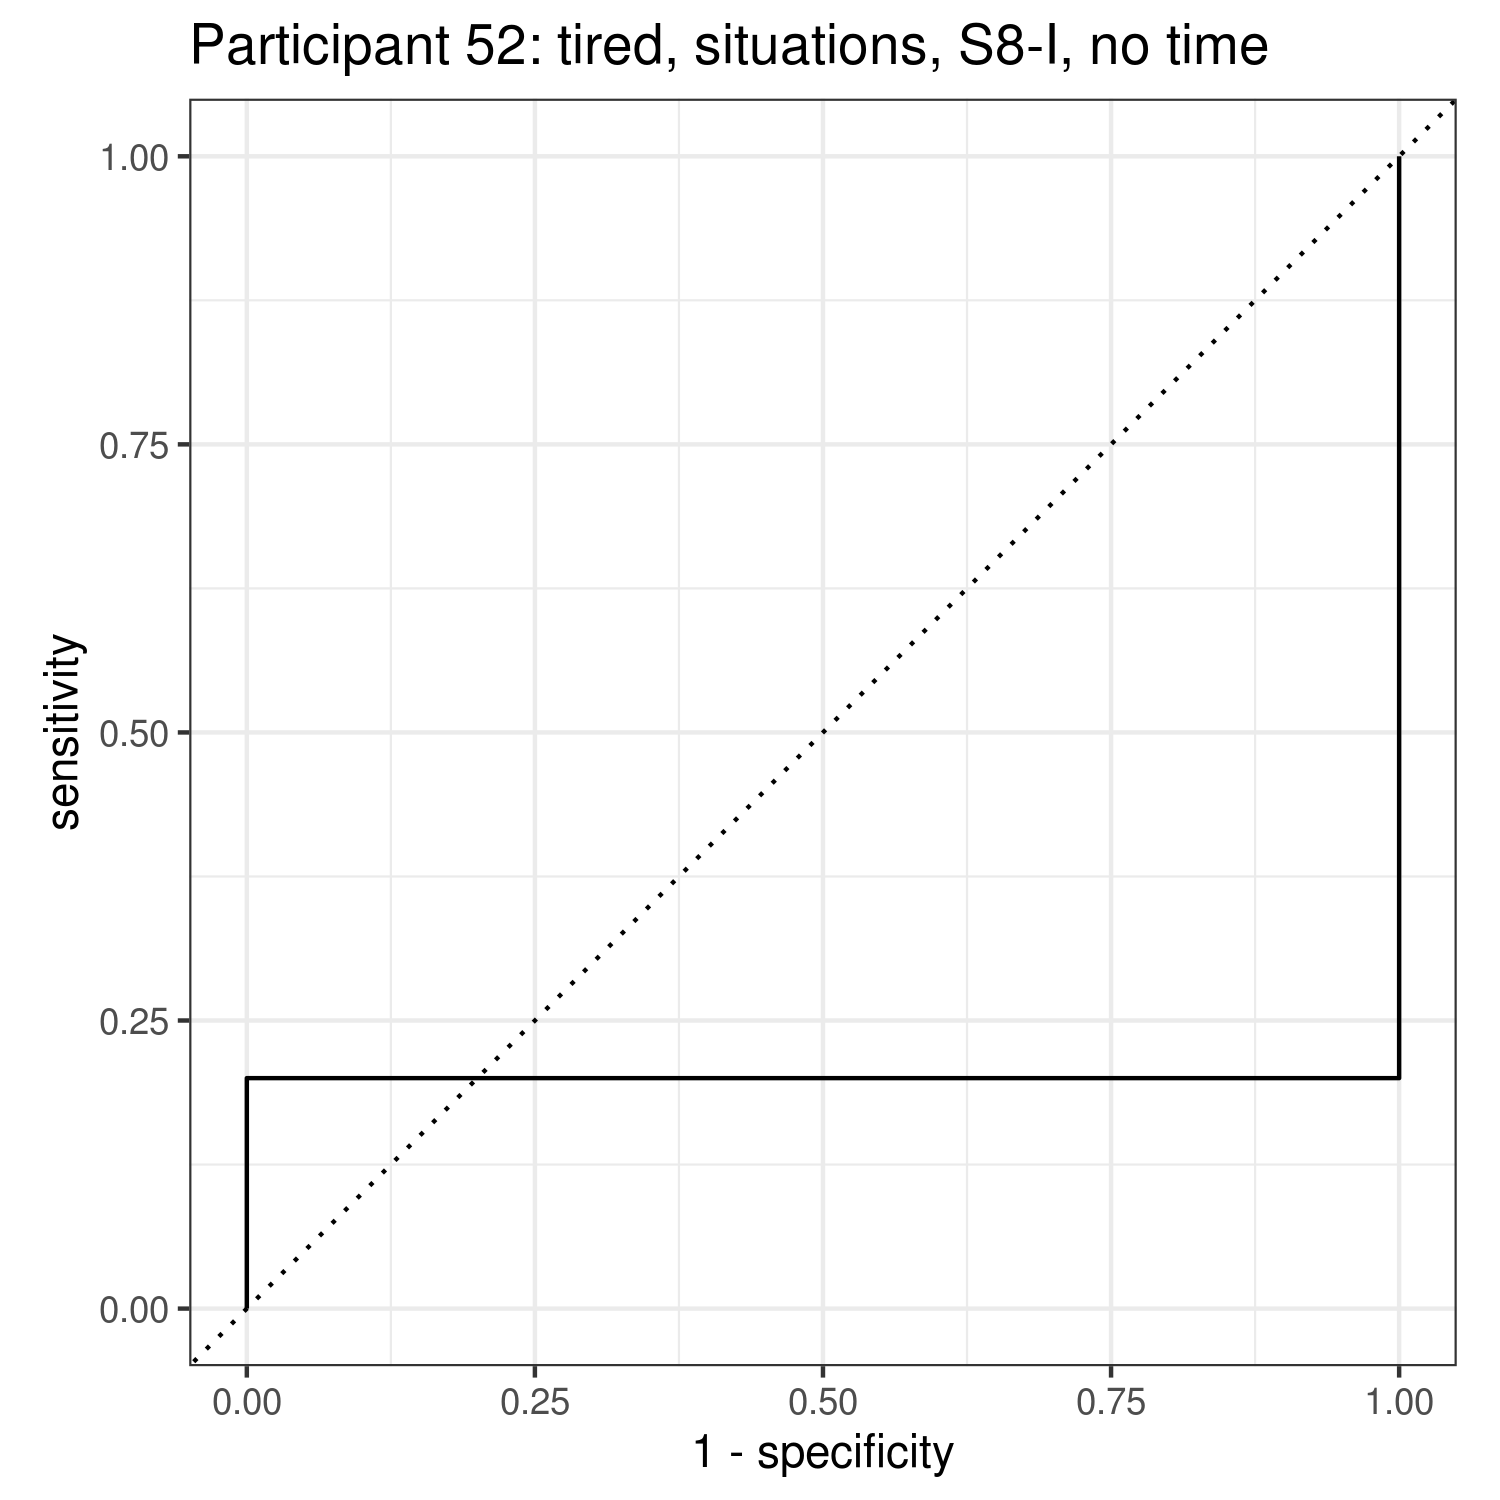 Participant 52: tired, situations, S8-I, no time
1.00
0.75
0.50
0.25
0.00
sensitivity
0.00 0.25 0.50 0.75 1.00
1 - specificity